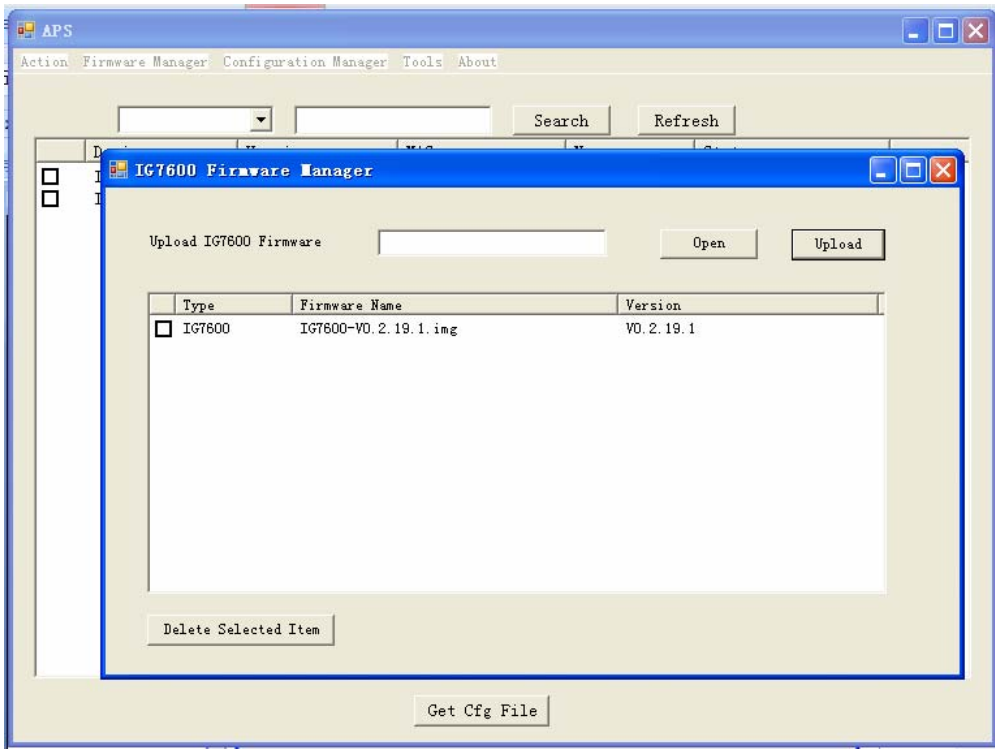 APS
Action Firmware Manager Configuration Manager Tools About
Search Refresh
IG7600 Firmware Manager
Upload IG7600 Firmware Open Upload
Type Firmware Name Version
IG7600 IG7600-V0.2.19.1.img V0.2.19.1
Delete Selected Item
Get Cfg File